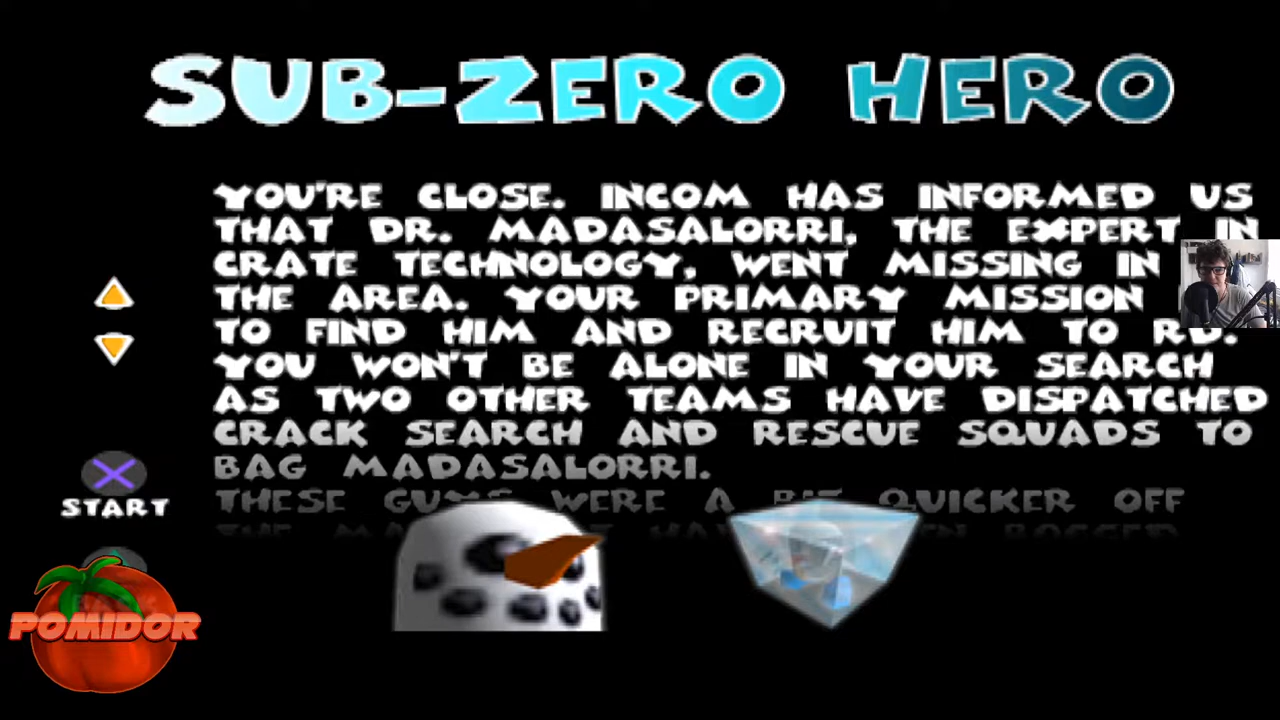 SUB-ZERO HERO
YOU'RE CLOSE. INCOM HAS INFORMED US
THAT DR. MADASALORRI, THE EXPERT IN
CRATE TECHNOLOGY, WENT MISSING IN
THE AREA. YOUR PRIMARY MISSION
TO FIND HIM AND RECRUIT HIM TO RD.
YOU WON'T BE ALONE IN YOUR SEARCH
AS TWO OTHER TEAMS HAVE DISPATCHED
CRACK SEARCH AND RESCUE SQUADS TO
BAG MADASALORRI.
THESE GUYS WERE A BIT QUICKER OFF
START
POMIDOR